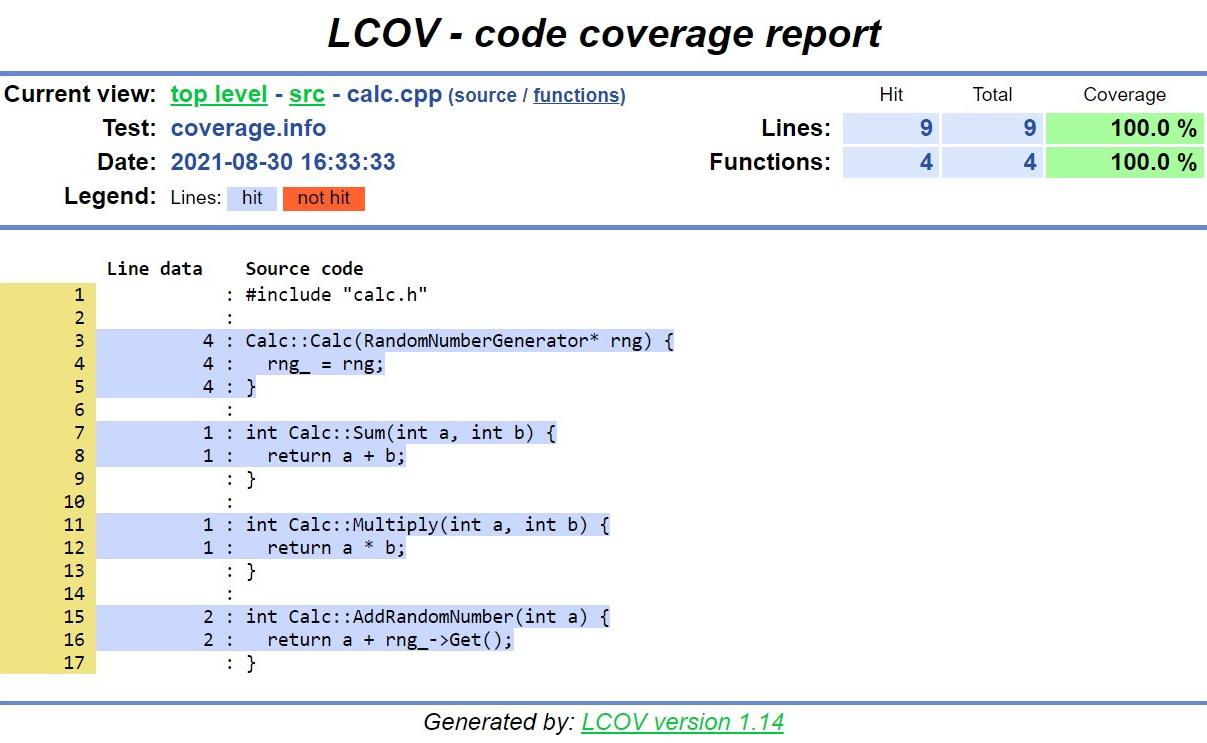 LCOV - code coverage report
Current view: top level - src - calc.cpp (source / functions)
Hit Total Coverage
Test: coverage.info
Lines: 9 9 100.0 %
Date: 2021-08-30 16:33:33
Functions: 4 4 100.0 %
Legend: Lines: hit not hit
Line data Source code
1 : #include "calc.h"
2 :
3 4 : Calc::Calc(RandomNumberGenerator* rng) {
4 4 :   rng_ = rng;
5 4 : }
6 :
7 1 : int Calc::Sum(int a, int b) {
8 1 :   return a + b;
9 : }
10 :
11 1 : int Calc::Multiply(int a, int b) {
12 1 :   return a * b;
13 : }
14 :
15 2 : int Calc::AddRandomNumber(int a) {
16 2 :   return a + rng_->Get();
17 : }
Generated by: LCOV version 1.14